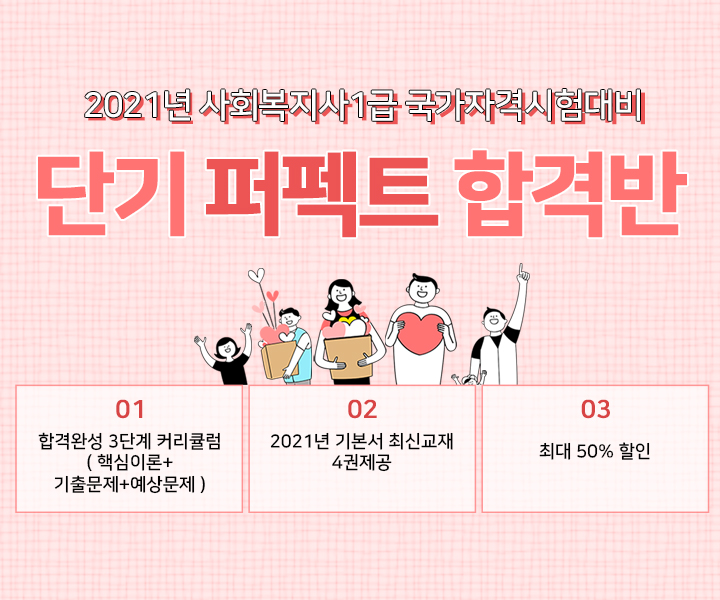 2021년 사회복지사1급 국가자격시험대비
단기 퍼펙트 합격반
01
합격완성 3단계 커리큘럼
( 핵심이론+
기출문제+예상문제 )
02
2021년 기본서 최신교재
4권제공
03
최대 50% 할인